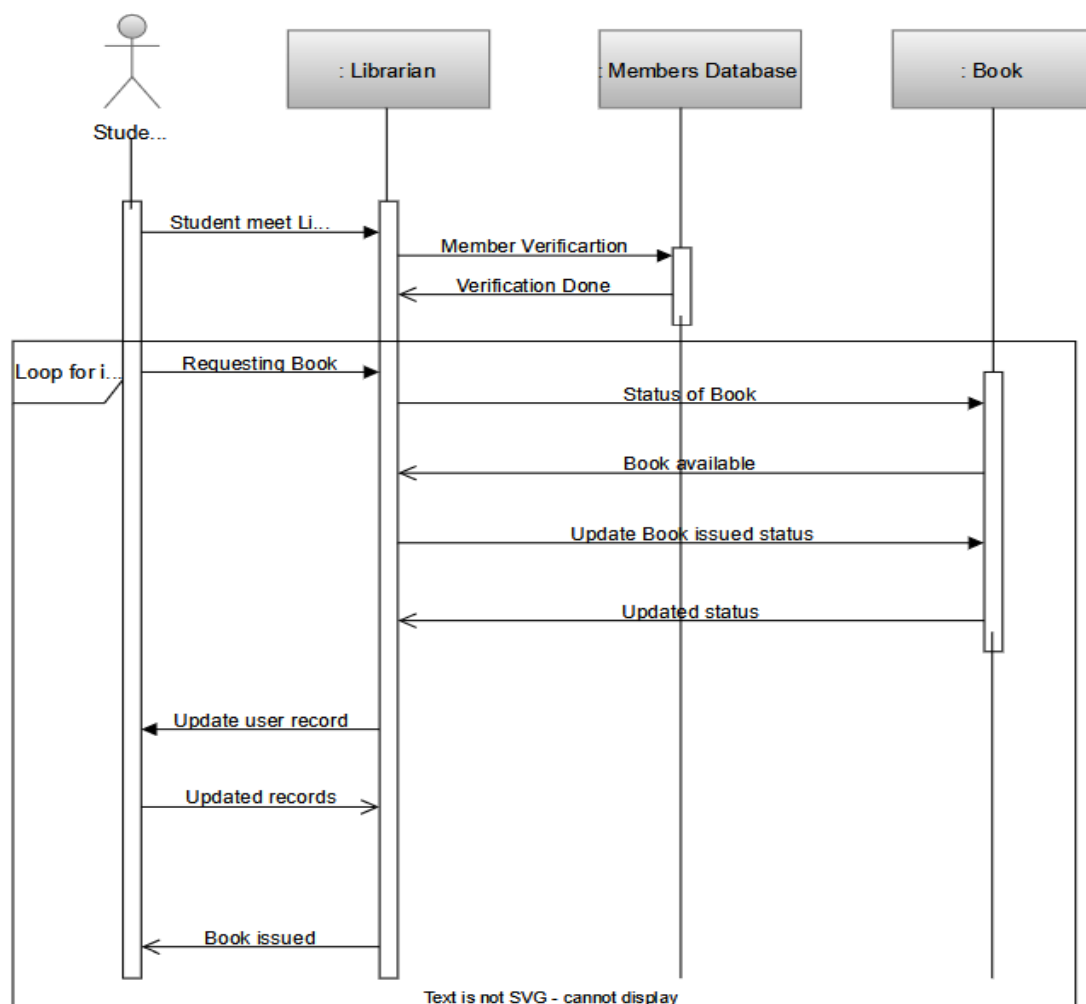 : Librarian
: Members Database
: Book
Stude...
Student meet Li...
Member Verificartion
Verification Done
Loop for i...
Requesting Book
Status of Book
Book available
Update Book issued status
Updated status
Update user record
Updated records
Book issued
Text is not SVG - cannot display